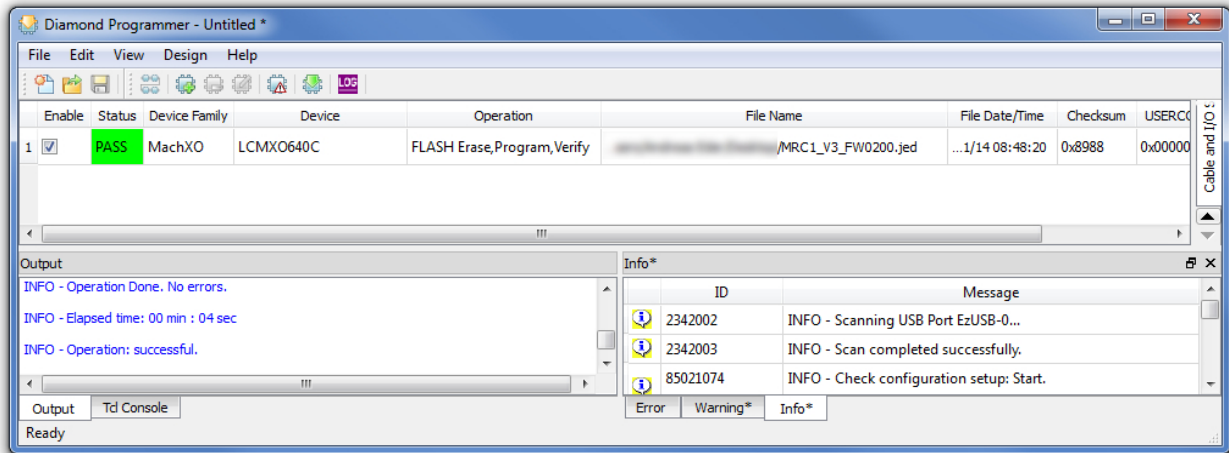 Diamond Programmer - Untitled *
File Edit View Design Help
LOG
Enable Status Device Family Device Operation File Name File Date/Time Checksum
1 PASS MachXO LCMXO640C FLASH Erase,Program,Verify /MRC1_V3_FW0200.jed ...1/14 08:48:20 0x8988 0x00000
Cable and I/O
Output
INFO - Operation Done. No errors.
INFO - Elapsed time: 00 min : 04 sec
INFO - Operation: successful.
Output Tcl Console
Info*
ID Message
2342002 INFO - Scanning USB Port EzUSB-0...
2342003 INFO - Scan completed successfully.
85021074 INFO - Check configuration setup: Start.
Error Warning* Info*
Ready